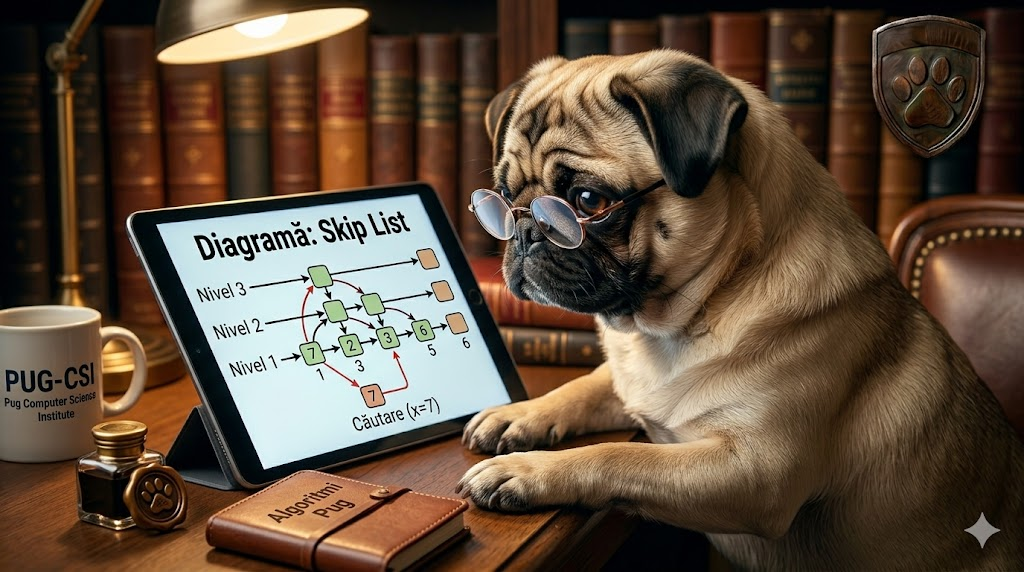 Diagramă: Skip List
Nivel 3
Nivel 2
Nivel 1
7 2 3 6
1 3 5 6
7
Căutare (x=7)
PUG-CSI
Pug Computer Science
Institute
Algoritmi
Pug